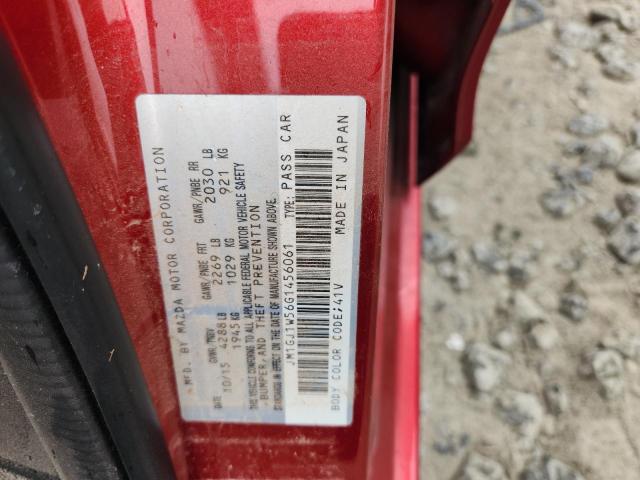 MFD. BY MAZDA MOTOR CORPORATION
DATE GVWR/PNBV GAWR/PNBE FRT GAWR/PNBE RR
10/15 4288 LB 2269 LB 2030 LB
1945 KG 1029 KG 921 KG
THIS VEHICLE CONFORMS TO ALL APPLICABLE FEDERAL MOTOR VEHICLE SAFETY
BUMPER,AND THEFT PREVENTION
STANDARDS IN EFFECT ON THE DATE OF MANUFACTURE SHOWN ABOVE.
JM1GJ1W56G1456061 TYPE: PASS CAR
BODY COLOR CODE;41V MADE IN JAPAN